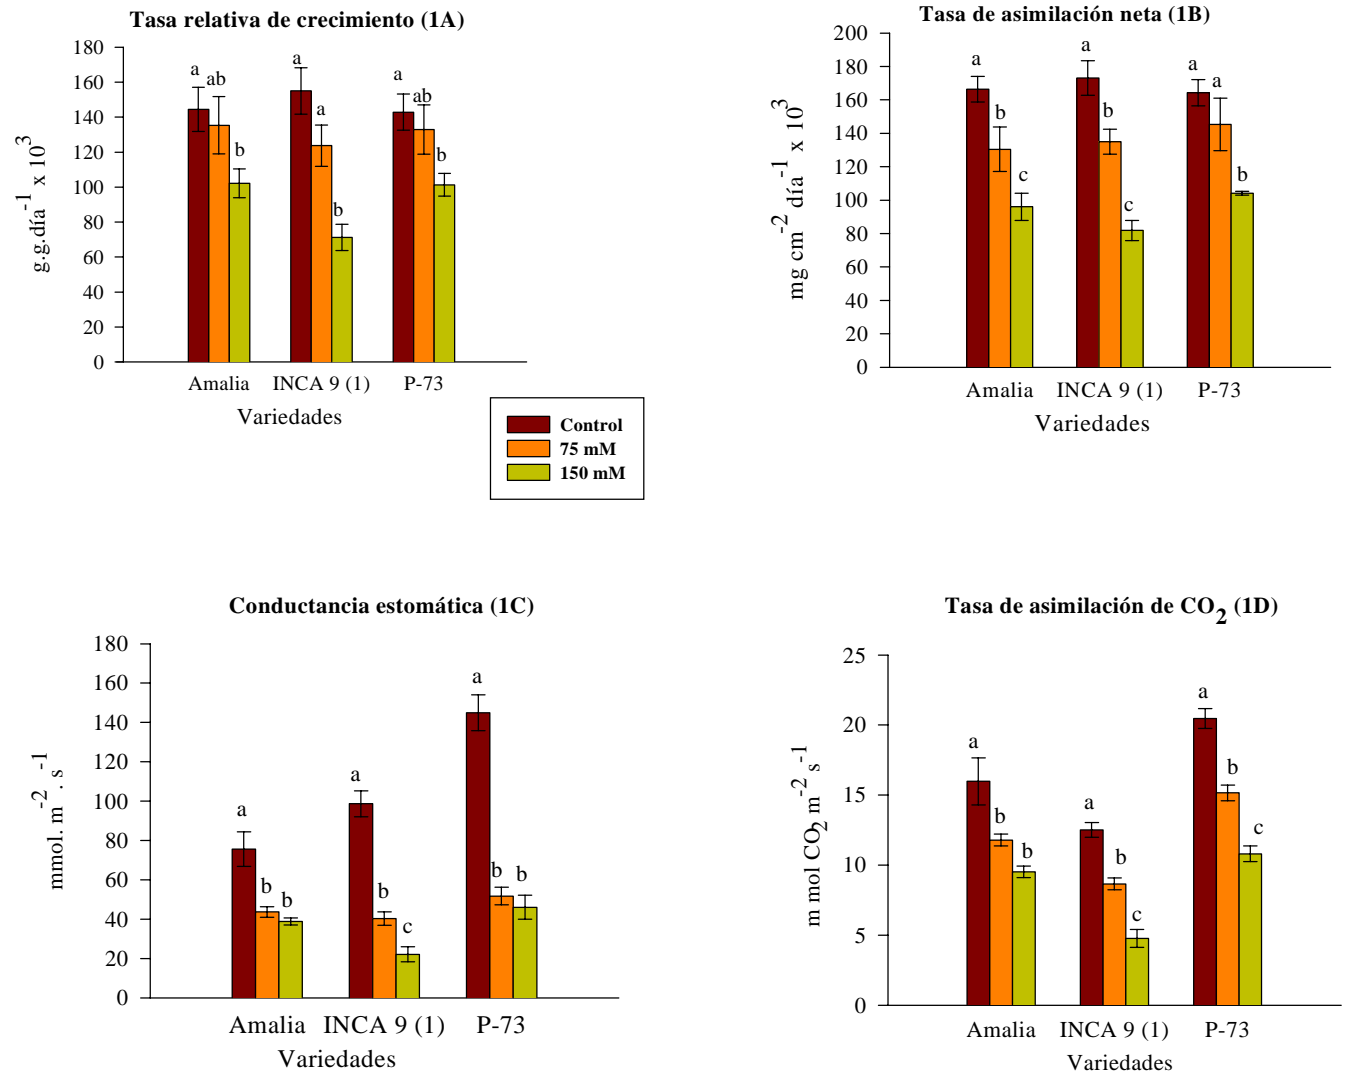 Tasa relativa de crecimiento (1A)
180
160
140
120
100
80
60
40
20
0
g.g.día-1 x 103
a
ab
b
a
a
b
a
ab
b
Amalia
INCA 9 (1)
P-73
Variedades
Control
75 mM
150 mM
Tasa de asimilación neta (1B)
200
180
160
140
120
100
80
60
40
20
0
mg cm-2 día-1 x 103
a
b
c
a
b
c
a
a
b
Amalia
INCA 9 (1)
P-73
Variedades
Conductancia estomática (1C)
180
160
140
120
100
80
60
40
20
0
mmol. m-2. s-1
a
b
b
a
b
c
a
b
b
Amalia
INCA 9 (1)
P-73
Variedades
Tasa de asimilación de CO2 (1D)
25
20
15
10
5
0
m mol CO2 m-2 s-1
a
b
b
a
b
c
a
b
c
Amalia
INCA 9 (1)
P-73
Variedades